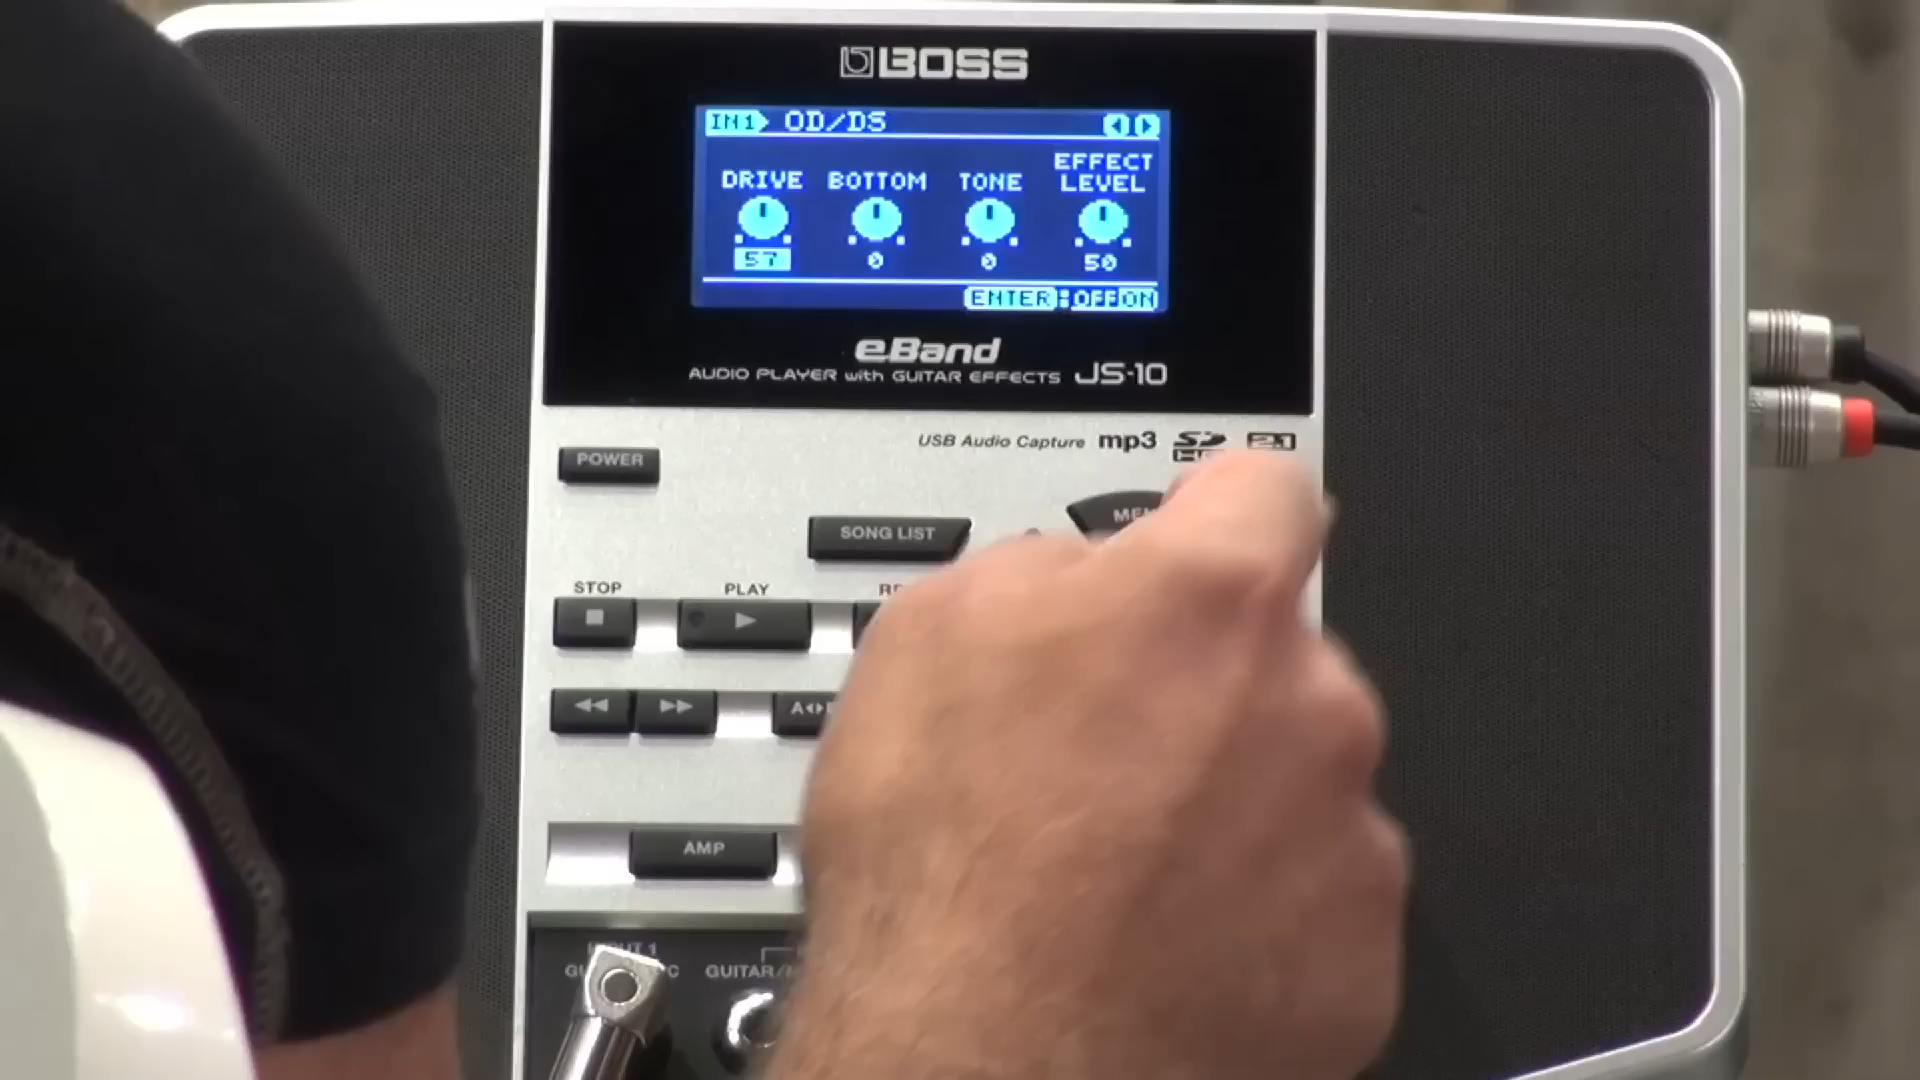 BOSS
IN1 OD/DS
DRIVE BOTTOM TONE EFFECT LEVEL
57 0 0 50
ENTER:OFF ON
eBand
AUDIO PLAYER with GUITAR EFFECTS JS-10
USB Audio Capture mp3
POWER
SONG LIST
STOP PLAY
AMP
GUITAR/